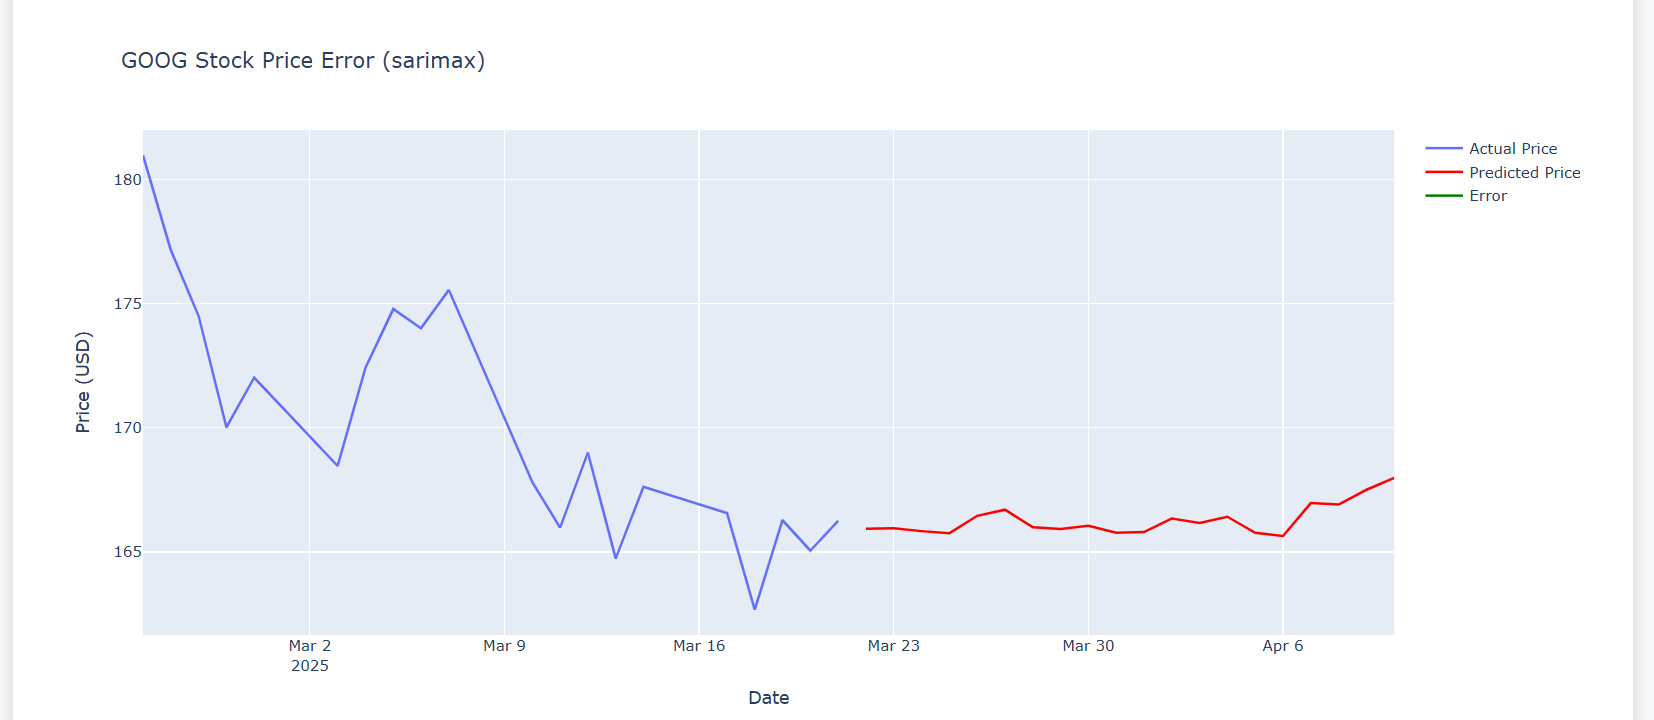 GOOG Stock Price Error (sarimax)
Actual Price
Predicted Price
Error
180
175
170
165
Price (USD)
Mar 2
2025
Mar 9
Mar 16
Mar 23
Mar 30
Apr 6
Date